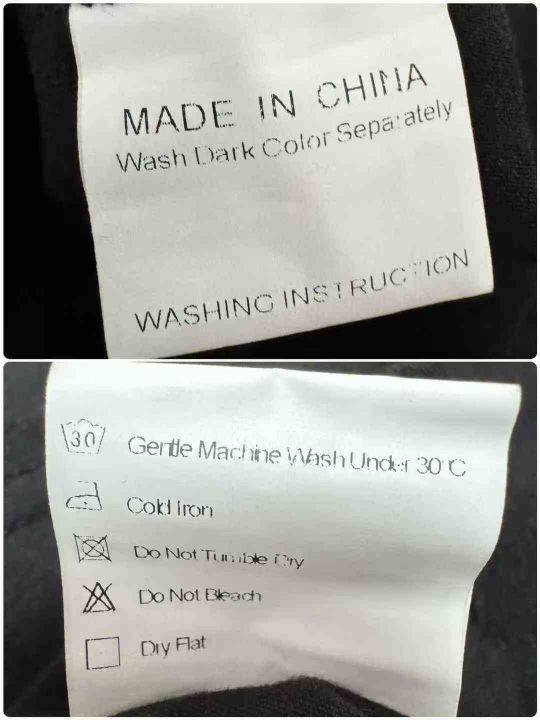 MADE IN CHINA
Wash Dark Color Separately
WASHING INSTRUCTION
30 Gentle Machine Wash Under 30°C
Cold Iron
Do Not Tumble Dry
Do Not Bleach
Dry Flat